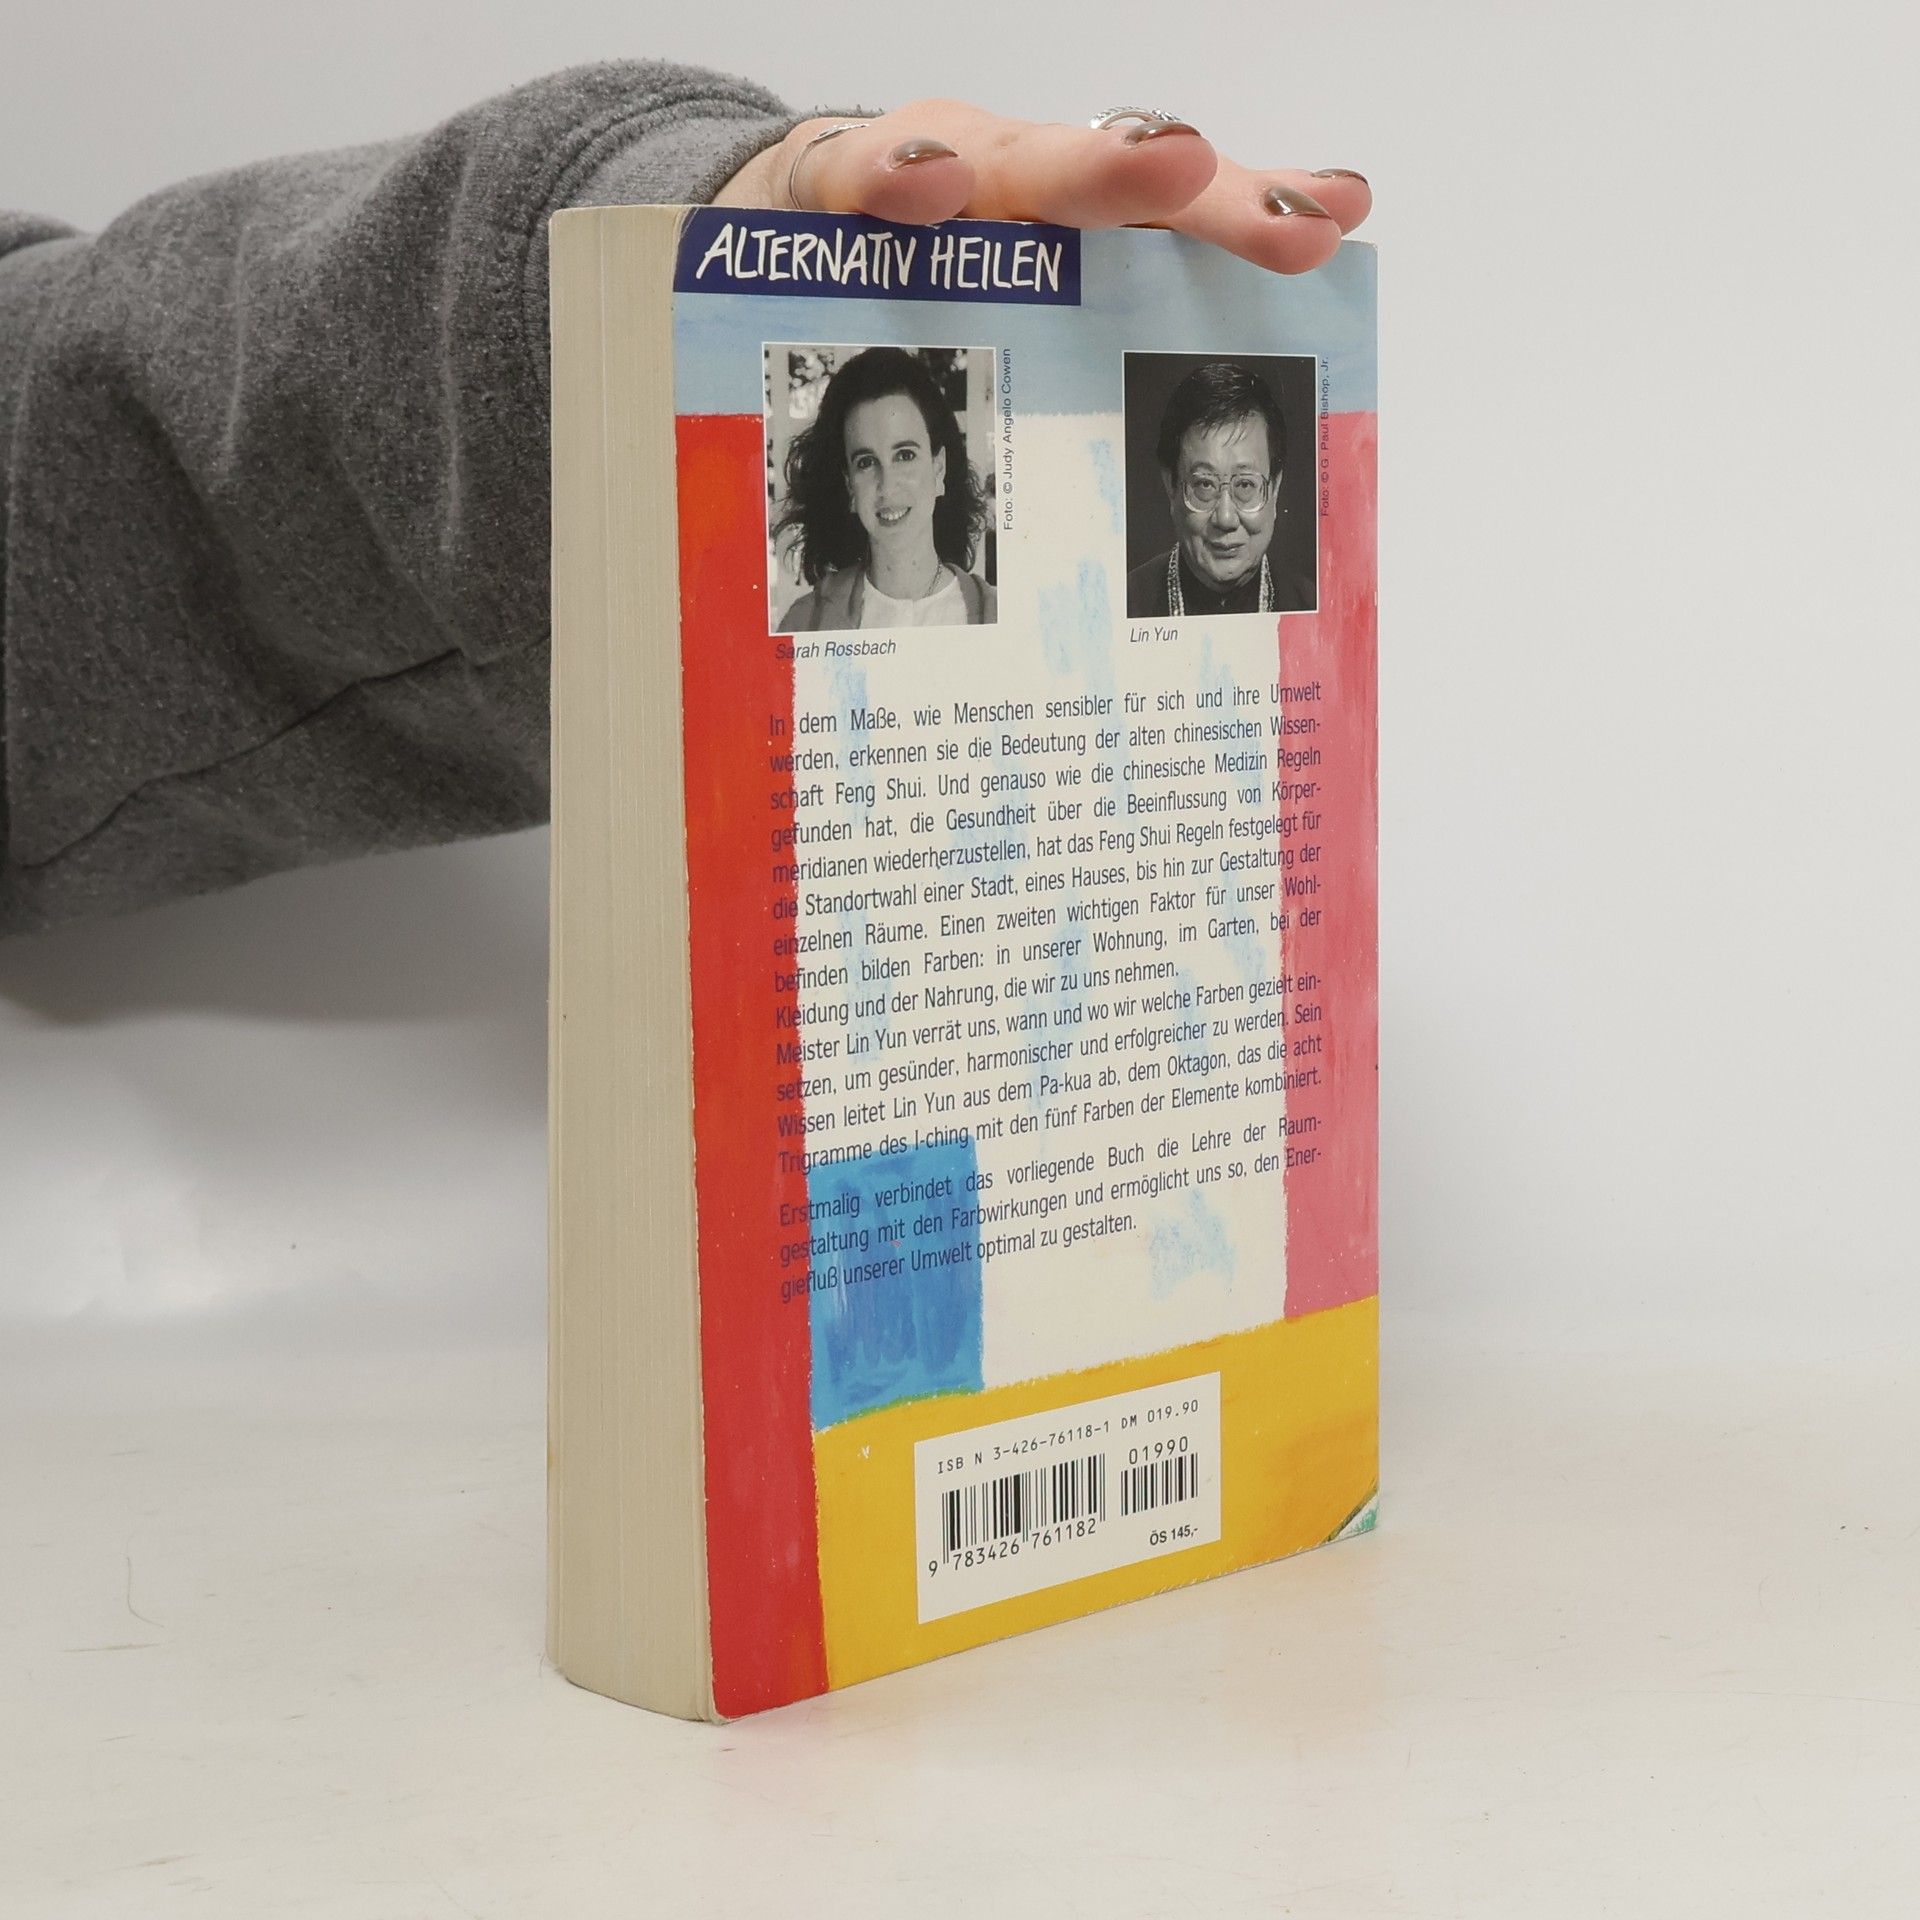 ALTERNATIV HEILEN
Foto: © Judy Angelo Cowen
Foto: © G. Paul Bishop, Jr.
Sarah Rossbach
Lin Yun
In dem Maße, wie Menschen sensibler für sich und ihre Umwelt
werden, erkennen sie die Bedeutung der alten chinesischen Wissen-
schaft Feng Shui. Und genauso wie die chinesische Medizin Regeln
gefunden hat, die Gesundheit über die Beeinflussung von Körper-
meridianen wiederherzustellen, hat das Feng Shui Regeln festgelegt für
die Standortwahl einer Stadt, eines Hauses, bis hin zur Gestaltung der
einzelnen Räume. Einen zweiten wichtigen Faktor für unser Wohl-
befinden bilden Farben: in unserer Wohnung, im Garten, bei der
Kleidung und der Nahrung, die wir zu uns nehmen.
Meister Lin Yun verrät uns, wann und wo wir welche Farben gezielt ein-
setzen, um gesünder, harmonischer und erfolgreicher zu werden. Sein
Wissen leitet Lin Yun aus dem Pa-kua ab, dem Oktagon, das die acht
Trigramme des I-ching mit den fünf Farben der Elemente kombiniert.
Erstmalig verbindet das vorliegende Buch die Lehre der Raum-
gestaltung mit den Farbwirkungen und ermöglicht uns so, den Ener-
giefluß unserer Umwelt optimal zu gestalten.
ISB N 3-426-76118-1 DM 019.90
01990
9 783426 761182
ÖS 145,-